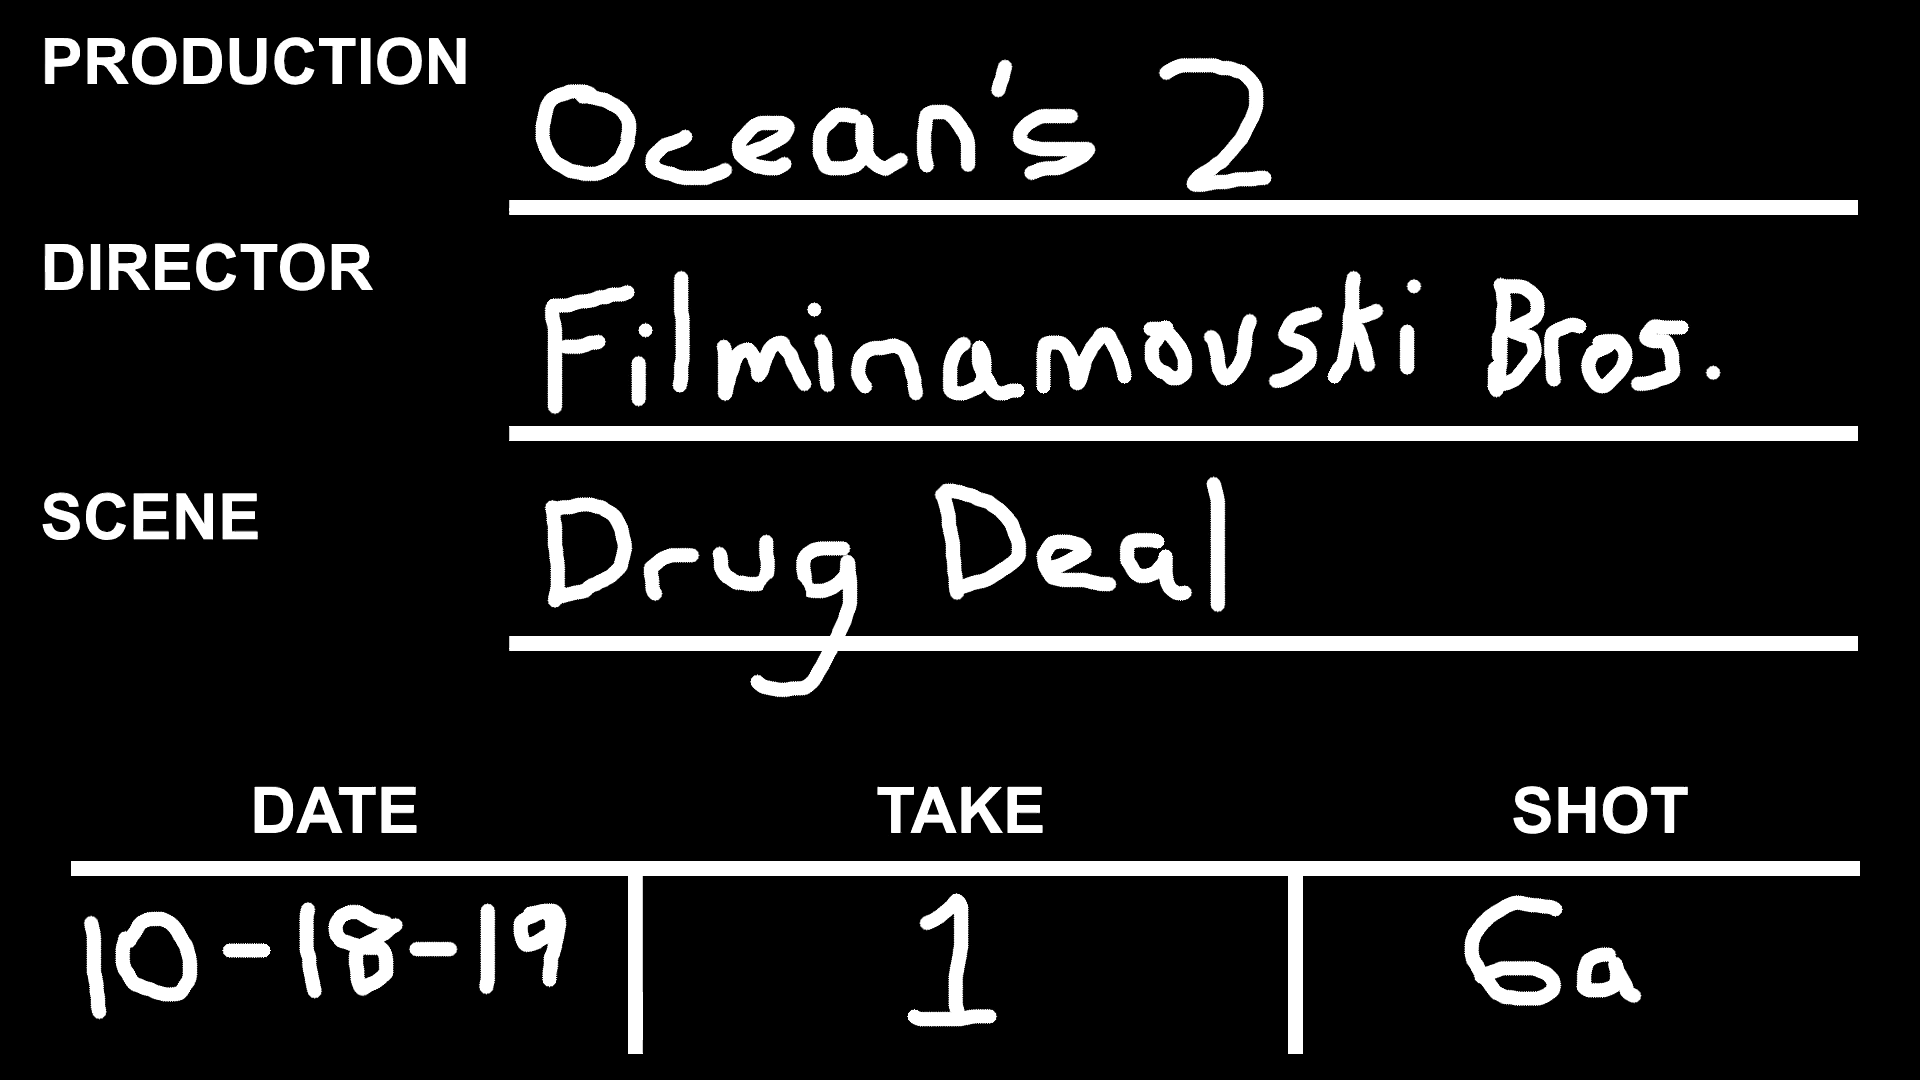 PRODUCTION Ocean's 2
DIRECTOR Filminamovski Bros.
SCENE Drug Deal
DATE TAKE SHOT
10-18-19 1 6a